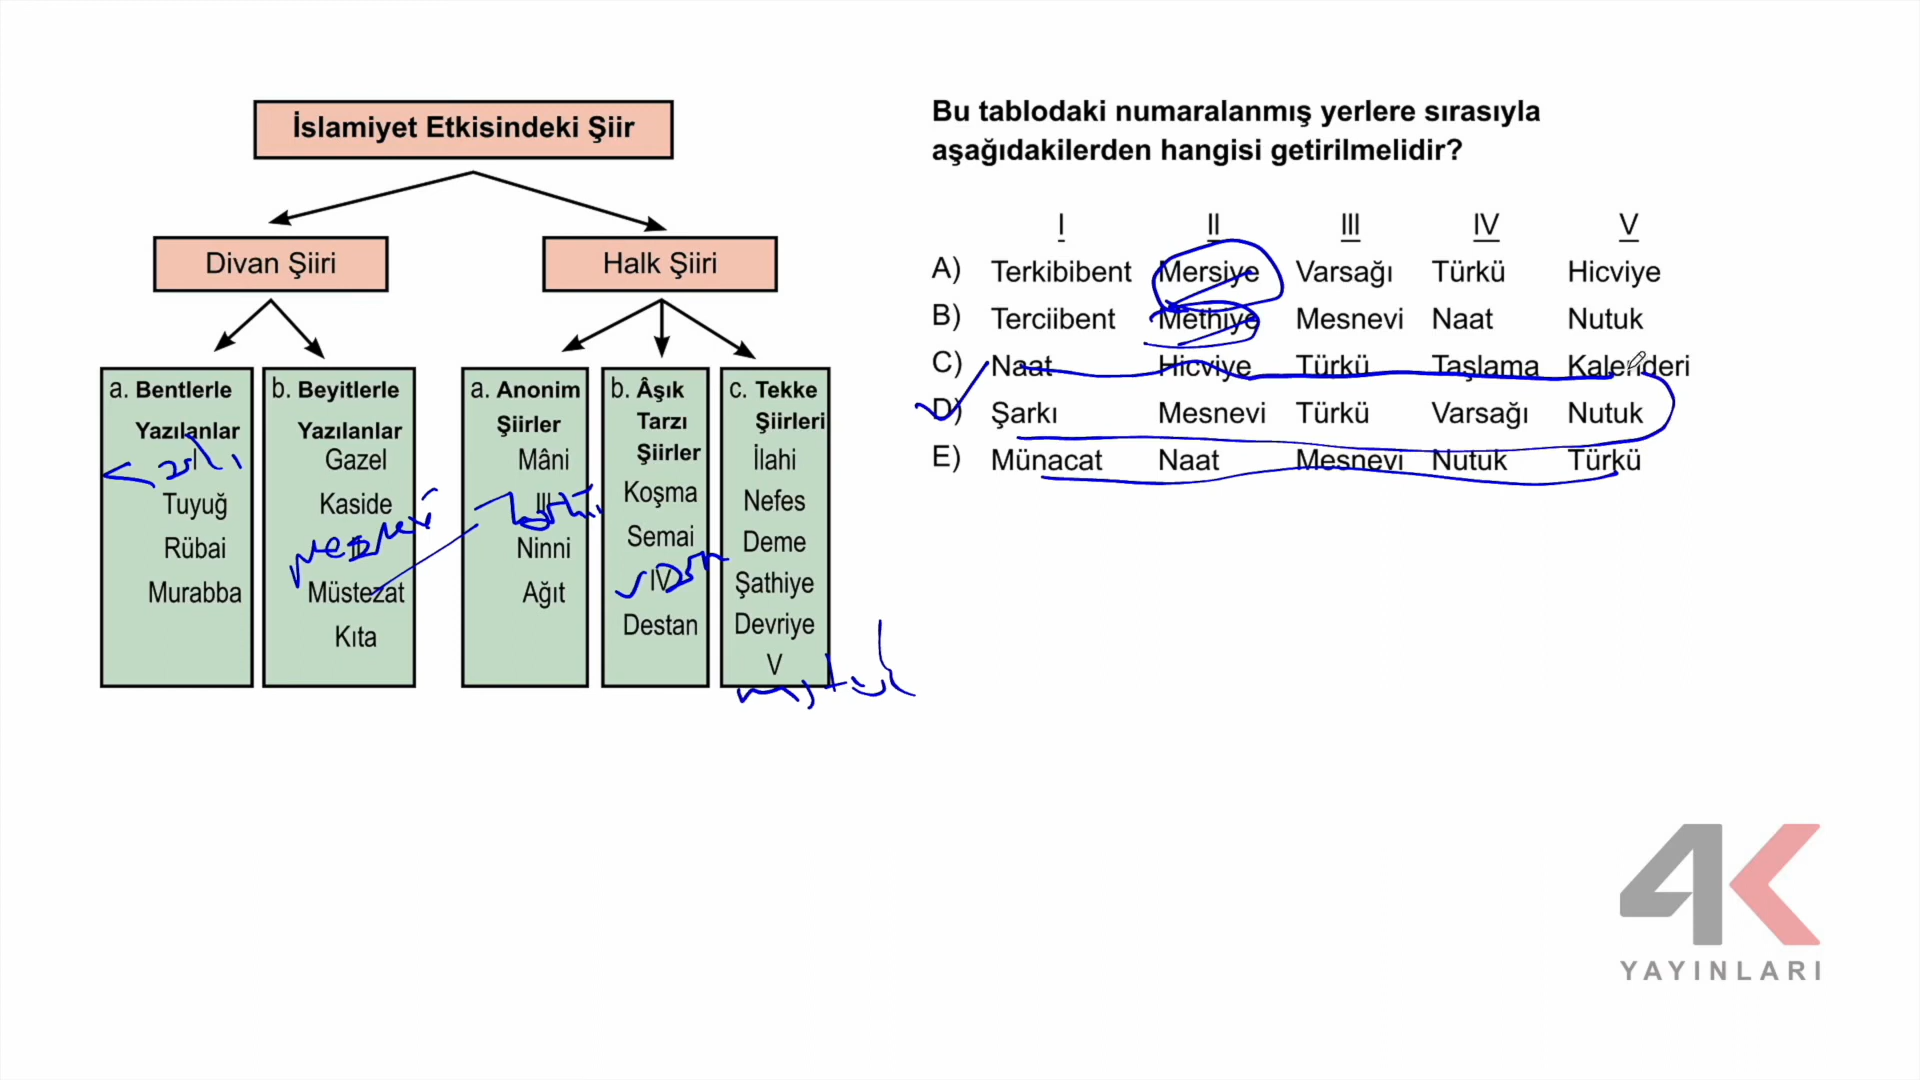 İslamiyet Etkisindeki Şiir
Divan Şiiri
Halk Şiiri
a. Bentlerle
Yazılanlar
I
Tuyuğ
Rübai
Murabba
b. Beyitlerle
Yazılanlar
Gazel
Kaside
II
Müstezat
Kıta
a. Anonim
Şiirler
Mâni
III
Ninni
Ağıt
b. Âşık
Tarzı
Şiirler
Koşma
Semai
IV
Destan
c. Tekke
Şiirleri
İlahi
Nefes
Deme
Şathiye
Devriye
V
Bu tablodaki numaralanmış yerlere sırasıyla
aşağıdakilerden hangisi getirilmelidir?
I II III IV V
A) Terkibibent Mersiye Varsağı Türkü Hicviye
B) Terciibent Methiye Mesnevi Naat Nutuk
C) Naat Hicviye Türkü Taşlama Kalenderi
D) Şarkı Mesnevi Türkü Varsağı Nutuk
E) Münacat Naat Mesnevi Nutuk Türkü
4K
YAYINLARI